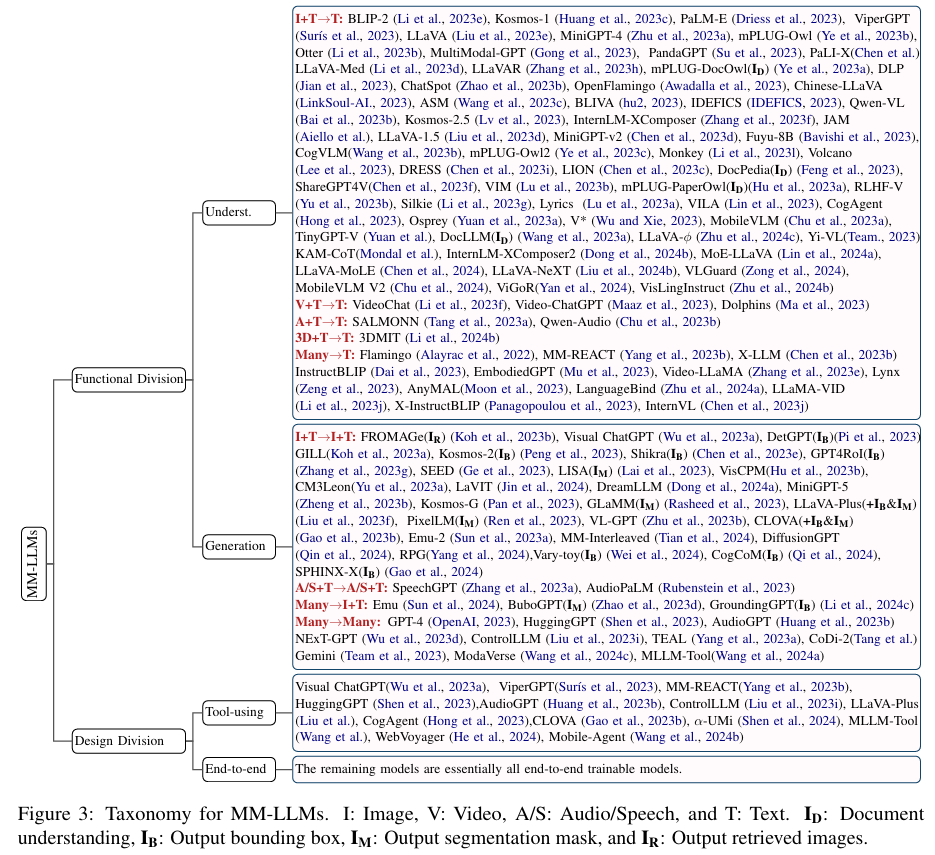 I+T→T: BLIP-2 (Li et al., 2023e), Kosmos-1 (Huang et al., 2023c), PaLM-E (Driess et al., 2023), ViperGPT
(Surís et al., 2023), LLaVA (Liu et al., 2023e), MiniGPT-4 (Zhu et al., 2023a), mPLUG-Owl (Ye et al., 2023b),
Otter (Li et al., 2023b), MultiModal-GPT (Gong et al., 2023), PandaGPT (Su et al., 2023), PaLI-X(Chen et al.)
LLaVA-Med (Li et al., 2023d), LLaVAR (Zhang et al., 2023h), mPLUG-DocOwl(I_D) (Ye et al., 2023a), DLP
(Jian et al., 2023), ChatSpot (Zhao et al., 2023b), OpenFlamingo (Awadalla et al., 2023), Chinese-LLaVA
(LinkSoul-AI., 2023), ASM (Wang et al., 2023c), BLIVA (hu2, 2023), IDEFICS (IDEFICS, 2023), Qwen-VL
(Bai et al., 2023b), Kosmos-2.5 (Lv et al., 2023), InternLM-XComposer (Zhang et al., 2023f), JAM
(Aiello et al.), LLaVA-1.5 (Liu et al., 2023d), MiniGPT-v2 (Chen et al., 2023d), Fuyu-8B (Bavishi et al., 2023),
CogVLM(Wang et al., 2023b), mPLUG-Owl2 (Ye et al., 2023c), Monkey (Li et al., 2023l), Volcano
(Lee et al., 2023), DRESS (Chen et al., 2023i), LION (Chen et al., 2023c), DocPedia(I_D) (Feng et al., 2023),
ShareGPT4V(Chen et al., 2023f), VIM (Lu et al., 2023b), mPLUG-PaperOwl(I_D)(Hu et al., 2023a), RLHF-V
(Yu et al., 2023b), Silkie (Li et al., 2023g), Lyrics (Lu et al., 2023a), VILA (Lin et al., 2023), CogAgent
(Hong et al., 2023), Osprey (Yuan et al., 2023a), V* (Wu and Xie, 2023), MobileVLM (Chu et al., 2023a),
TinyGPT-V (Yuan et al.), DocLLM(I_D) (Wang et al., 2023a), LLaVA-ϕ (Zhu et al., 2024c), Yi-VL(Team., 2023)
KAM-CoT(Mondal et al.), InternLM-XComposer2 (Dong et al., 2024b), MoE-LLaVA (Lin et al., 2024a),
LLaVA-MoLE (Chen et al., 2024), LLaVA-NeXT (Liu et al., 2024b), VLGuard (Zong et al., 2024),
MobileVLM V2 (Chu et al., 2024), ViGoR(Yan et al., 2024), VisLingInstruct (Zhu et al., 2024b)
V+T→T: VideoChat (Li et al., 2023f), Video-ChatGPT (Maaz et al., 2023), Dolphins (Ma et al., 2023)
A+T→T: SALMONN (Tang et al., 2023a), Qwen-Audio (Chu et al., 2023b)
3D+T→T: 3DMIT (Li et al., 2024b)
Many→T: Flamingo (Alayrac et al., 2022), MM-REACT (Yang et al., 2023b), X-LLM (Chen et al., 2023b)
InstructBLIP (Dai et al., 2023), EmbodiedGPT (Mu et al., 2023), Video-LLaMA (Zhang et al., 2023e), Lynx
(Zeng et al., 2023), AnyMAL(Moon et al., 2023), LanguageBind (Zhu et al., 2024a), LLaMA-VID
(Li et al., 2023j), X-InstructBLIP (Panagopoulou et al., 2023), InternVL (Chen et al., 2023j)
Underst.
Functional Division
I+T→I+T: FROMAGe(I_R) (Koh et al., 2023b), Visual ChatGPT (Wu et al., 2023a), DetGPT(I_B)(Pi et al., 2023)
GILL(Koh et al., 2023a), Kosmos-2(I_B) (Peng et al., 2023), Shikra(I_B) (Chen et al., 2023e), GPT4RoI(I_B)
(Zhang et al., 2023g), SEED (Ge et al., 2023), LISA(I_M) (Lai et al., 2023), VisCPM(Hu et al., 2023b),
CM3Leon(Yu et al., 2023a), LaVIT (Jin et al., 2024), DreamLLM (Dong et al., 2024a), MiniGPT-5
(Zheng et al., 2023b), Kosmos-G (Pan et al., 2023), GLaMM(I_M) (Rasheed et al., 2023), LLaVA-Plus(+I_B&I_M)
(Liu et al., 2023f), PixelLM(I_M) (Ren et al., 2023), VL-GPT (Zhu et al., 2023b), CLOVA(+I_B&I_M)
(Gao et al., 2023b), Emu-2 (Sun et al., 2023a), MM-Interleaved (Tian et al., 2024), DiffusionGPT
(Qin et al., 2024), RPG(Yang et al., 2024),Vary-toy(I_B) (Wei et al., 2024), CogCoM(I_B) (Qi et al., 2024),
SPHINX-X(I_B) (Gao et al., 2024)
A/S+T→A/S+T: SpeechGPT (Zhang et al., 2023a), AudioPaLM (Rubenstein et al., 2023)
Many→I+T: Emu (Sun et al., 2024), BuboGPT(I_M) (Zhao et al., 2023d), GroundingGPT(I_B) (Li et al., 2024c)
Many→Many: GPT-4 (OpenAI, 2023), HuggingGPT (Shen et al., 2023), AudioGPT (Huang et al., 2023b)
NExT-GPT (Wu et al., 2023d), ControlLLM (Liu et al., 2023i), TEAL (Yang et al., 2023a), CoDi-2(Tang et al.)
Gemini (Team et al., 2023), ModaVerse (Wang et al., 2024c), MLLM-Tool(Wang et al., 2024a)
Generation
MM-LLMs
Visual ChatGPT(Wu et al., 2023a), ViperGPT(Surís et al., 2023), MM-REACT(Yang et al., 2023b),
HuggingGPT (Shen et al., 2023),AudioGPT (Huang et al., 2023b), ControlLLM (Liu et al., 2023i), LLaVA-Plus
(Liu et al.), CogAgent (Hong et al., 2023),CLOVA (Gao et al., 2023b), α-UMi (Shen et al., 2024), MLLM-Tool
(Wang et al.), WebVoyager (He et al., 2024), Mobile-Agent (Wang et al., 2024b)
Tool-using
Design Division
End-to-end
The remaining models are essentially all end-to-end trainable models.
Figure 3: Taxonomy for MM-LLMs. I: Image, V: Video, A/S: Audio/Speech, and T: Text. I_D: Document
understanding, I_B: Output bounding box, I_M: Output segmentation mask, and I_R: Output retrieved images.